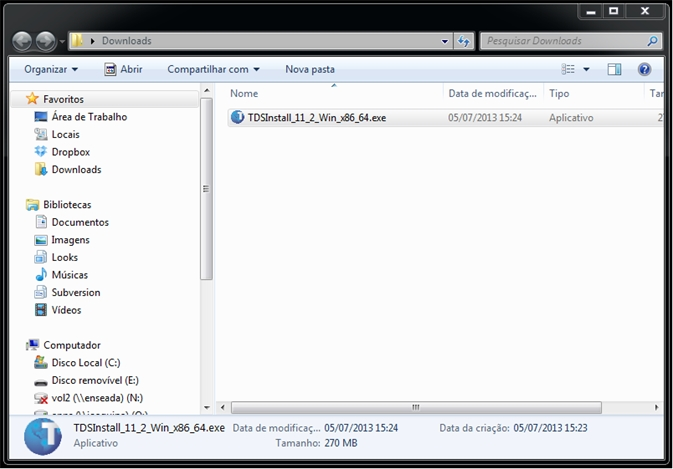 Downloads
Pesquisar Downloads
Organizar Abrir Compartilhar com Nova pasta
Favoritos
Área de Trabalho
Locais
Dropbox
Downloads
Bibliotecas
Documentos
Imagens
Looks
Músicas
Subversion
Vídeos
Computador
Disco Local (C:)
Disco removível (E:)
vol2 (\\enseada) (N:)
Nome Data de modificaç... Tipo
TDSInstall_11_2_Win_x86_64.exe 05/07/2013 15:24 Aplicativo
TDSInstall_11_2_Win_x86_64.exe Data de modificaç... 05/07/2013 15:24 Data da criação: 05/07/2013 15:23
Aplicativo Tamanho: 270 MB